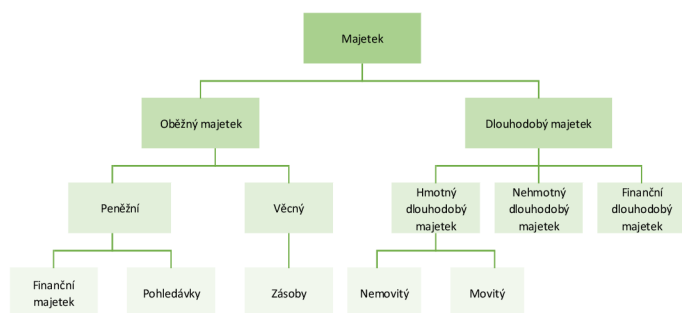 Majetek
Oběžný majetek
Dlouhodobý majetek
Peněžní
Věcný
Hmotný
dlouhodobý
majetek
Nehmotný
dlouhodobý
majetek
Finanční
dlouhodobý
majetek
Finanční
majetek
Pohledávky
Zásoby
Nemovitý
Movitý